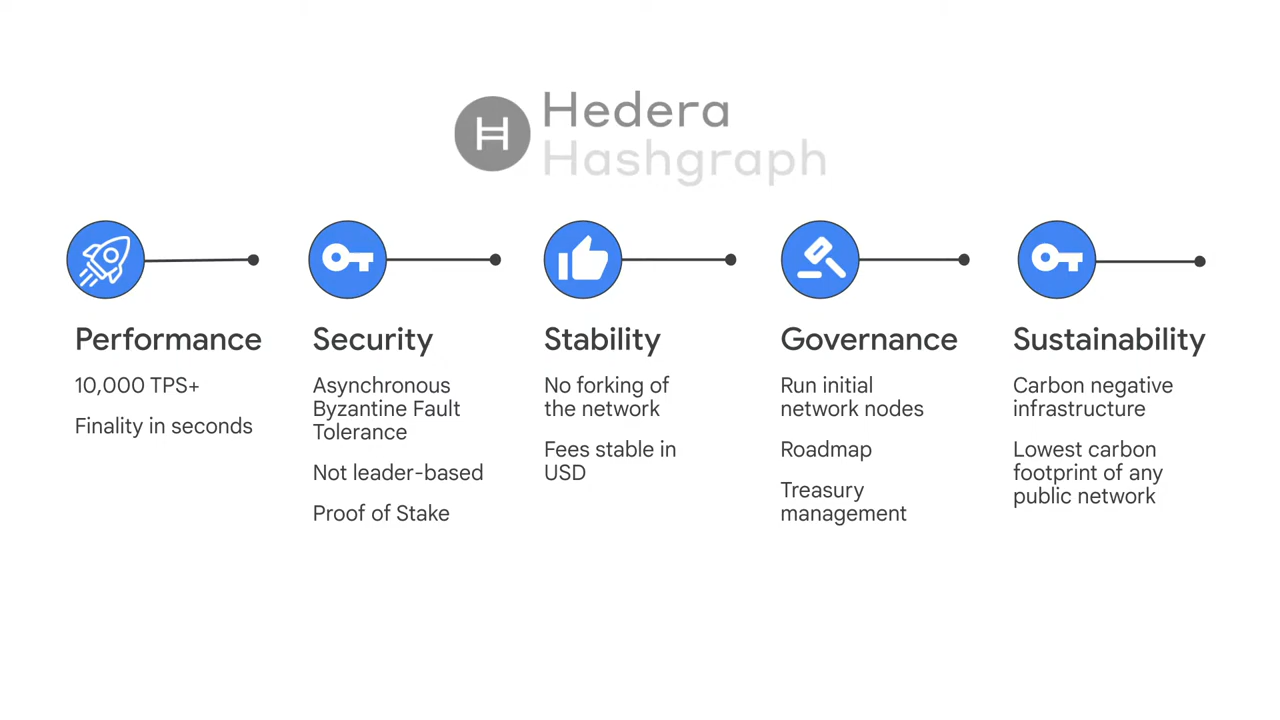 Hedera
Hashgraph
Performance
10,000 TPS+
Finality in seconds
Security
Asynchronous
Byzantine Fault
Tolerance
Not leader-based
Proof of Stake
Stability
No forking of
the network
Fees stable in
USD
Governance
Run initial
network nodes
Roadmap
Treasury
management
Sustainability
Carbon negative
infrastructure
Lowest carbon
footprint of any
public network